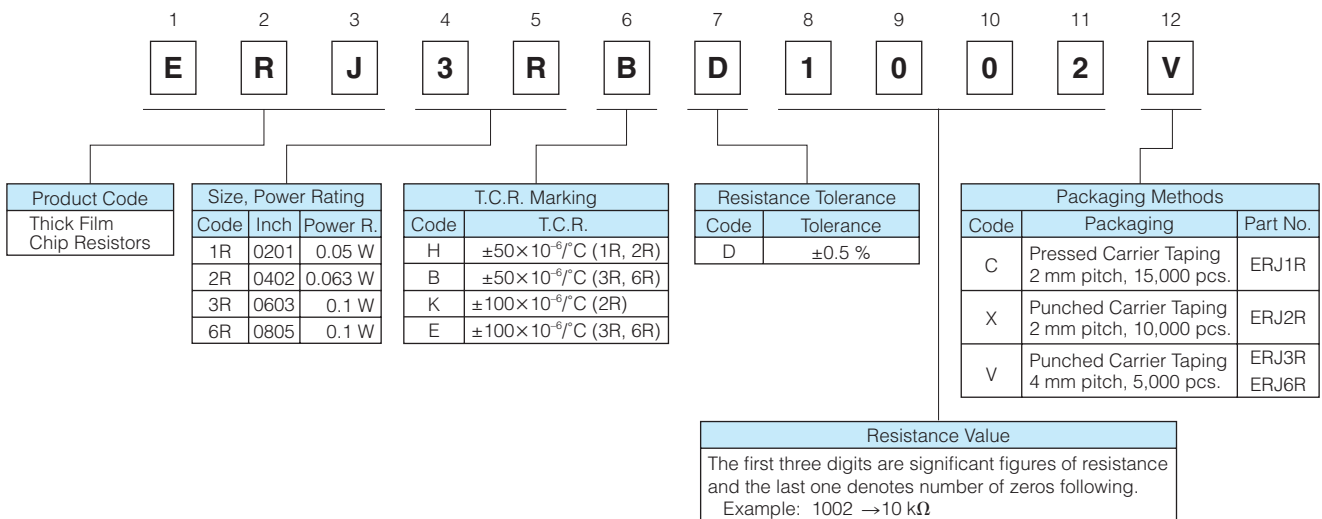 1 2 3 4 5 6 7 8 9 10 11 12
E R J 3 R B D 1 0 0 2 V
Product Code
Thick Film
Chip Resistors
Size, Power Rating
Code Inch Power R.
1R 0201 0.05 W
2R 0402 0.063 W
3R 0603 0.1 W
6R 0805 0.1 W
T.C.R. Marking
Code T.C.R.
H ±50×10⁻⁶/°C (1R, 2R)
B ±50×10⁻⁶/°C (3R, 6R)
K ±100×10⁻⁶/°C (2R)
E ±100×10⁻⁶/°C (3R, 6R)
Resistance Tolerance
Code Tolerance
D ±0.5 %
Packaging Methods
Code Packaging Part No.
C Pressed Carrier Taping
2 mm pitch, 15,000 pcs. ERJ1R
X Punched Carrier Taping
2 mm pitch, 10,000 pcs. ERJ2R
V Punched Carrier Taping ERJ3R
4 mm pitch, 5,000 pcs. ERJ6R
Resistance Value
The first three digits are significant figures of resistance
and the last one denotes number of zeros following.
Example: 1002 →10 kΩ